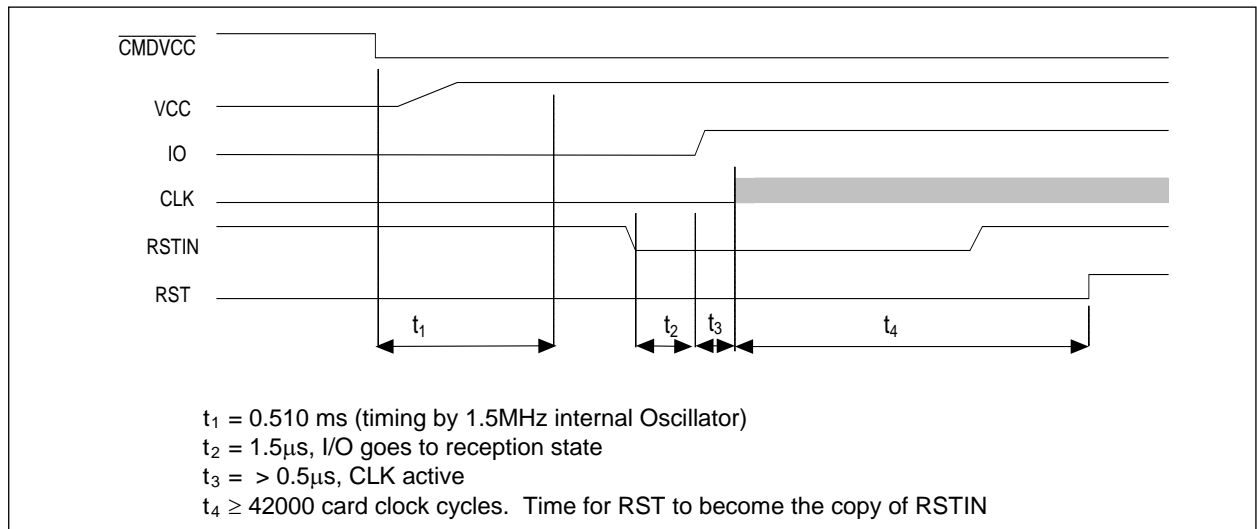 CMDVCC
VCC
IO
CLK
RSTIN
RST
t₁ t₂ t₃ t₄
t₁ = 0.510 ms (timing by 1.5MHz internal Oscillator)
t₂ = 1.5μs, I/O goes to reception state
t₃ = > 0.5μs, CLK active
t₄ ≥ 42000 card clock cycles. Time for RST to become the copy of RSTIN